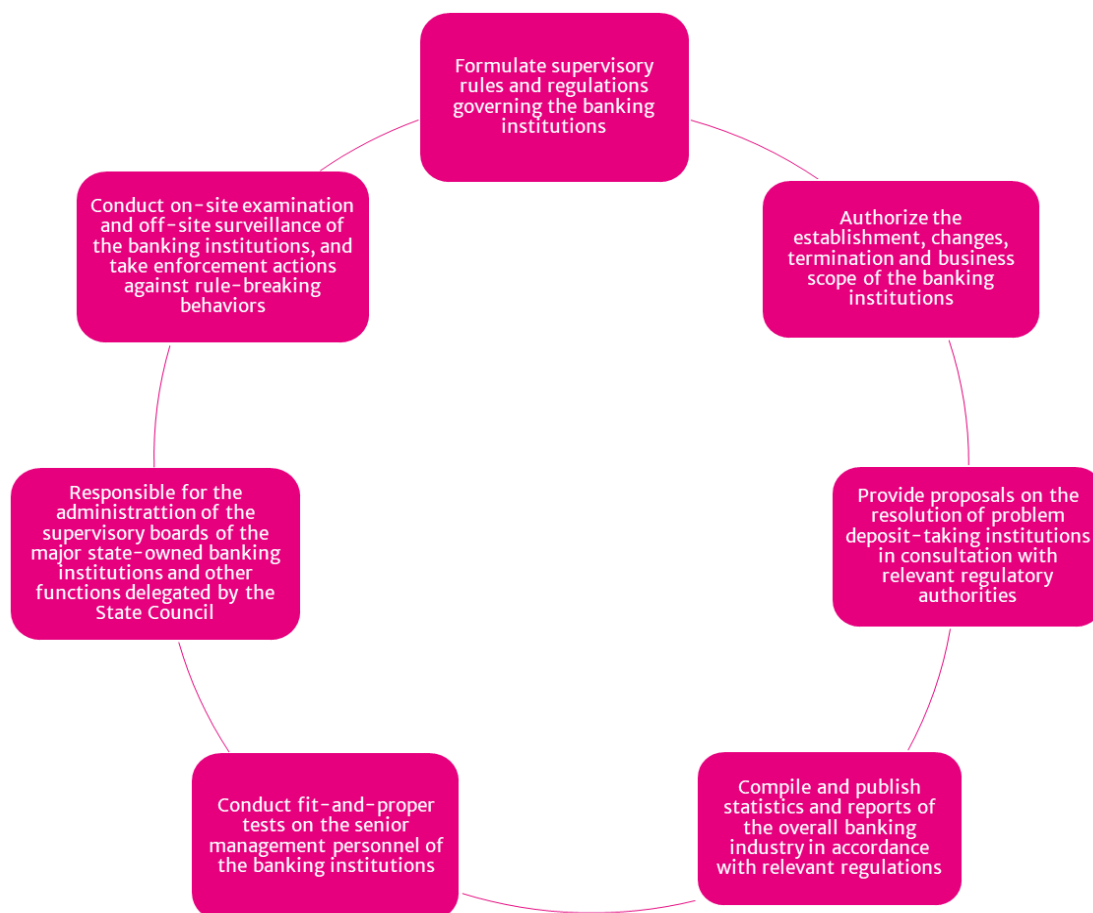 Formulate supervisory
rules and regulations
governing the banking
institutions
Authorize the
establishment, changes,
termination and business
scope of the banking
institutions
Provide proposals on the
resolution of problem
deposit-taking institutions
in consultation with
relevant regulatory
authorities
Compile and publish
statistics and reports of
the overall banking
industry in accordance
with relevant regulations
Conduct fit-and-proper
tests on the senior
management personnel of
the banking institutions
Responsible for the
administrattion of the
supervisory boards of the
major state-owned banking
institutions and other
functions delegated by the
State Council
Conduct on-site examination
and off-site surveillance of
the banking institutions, and
take enforcement actions
against rule-breaking
behaviors